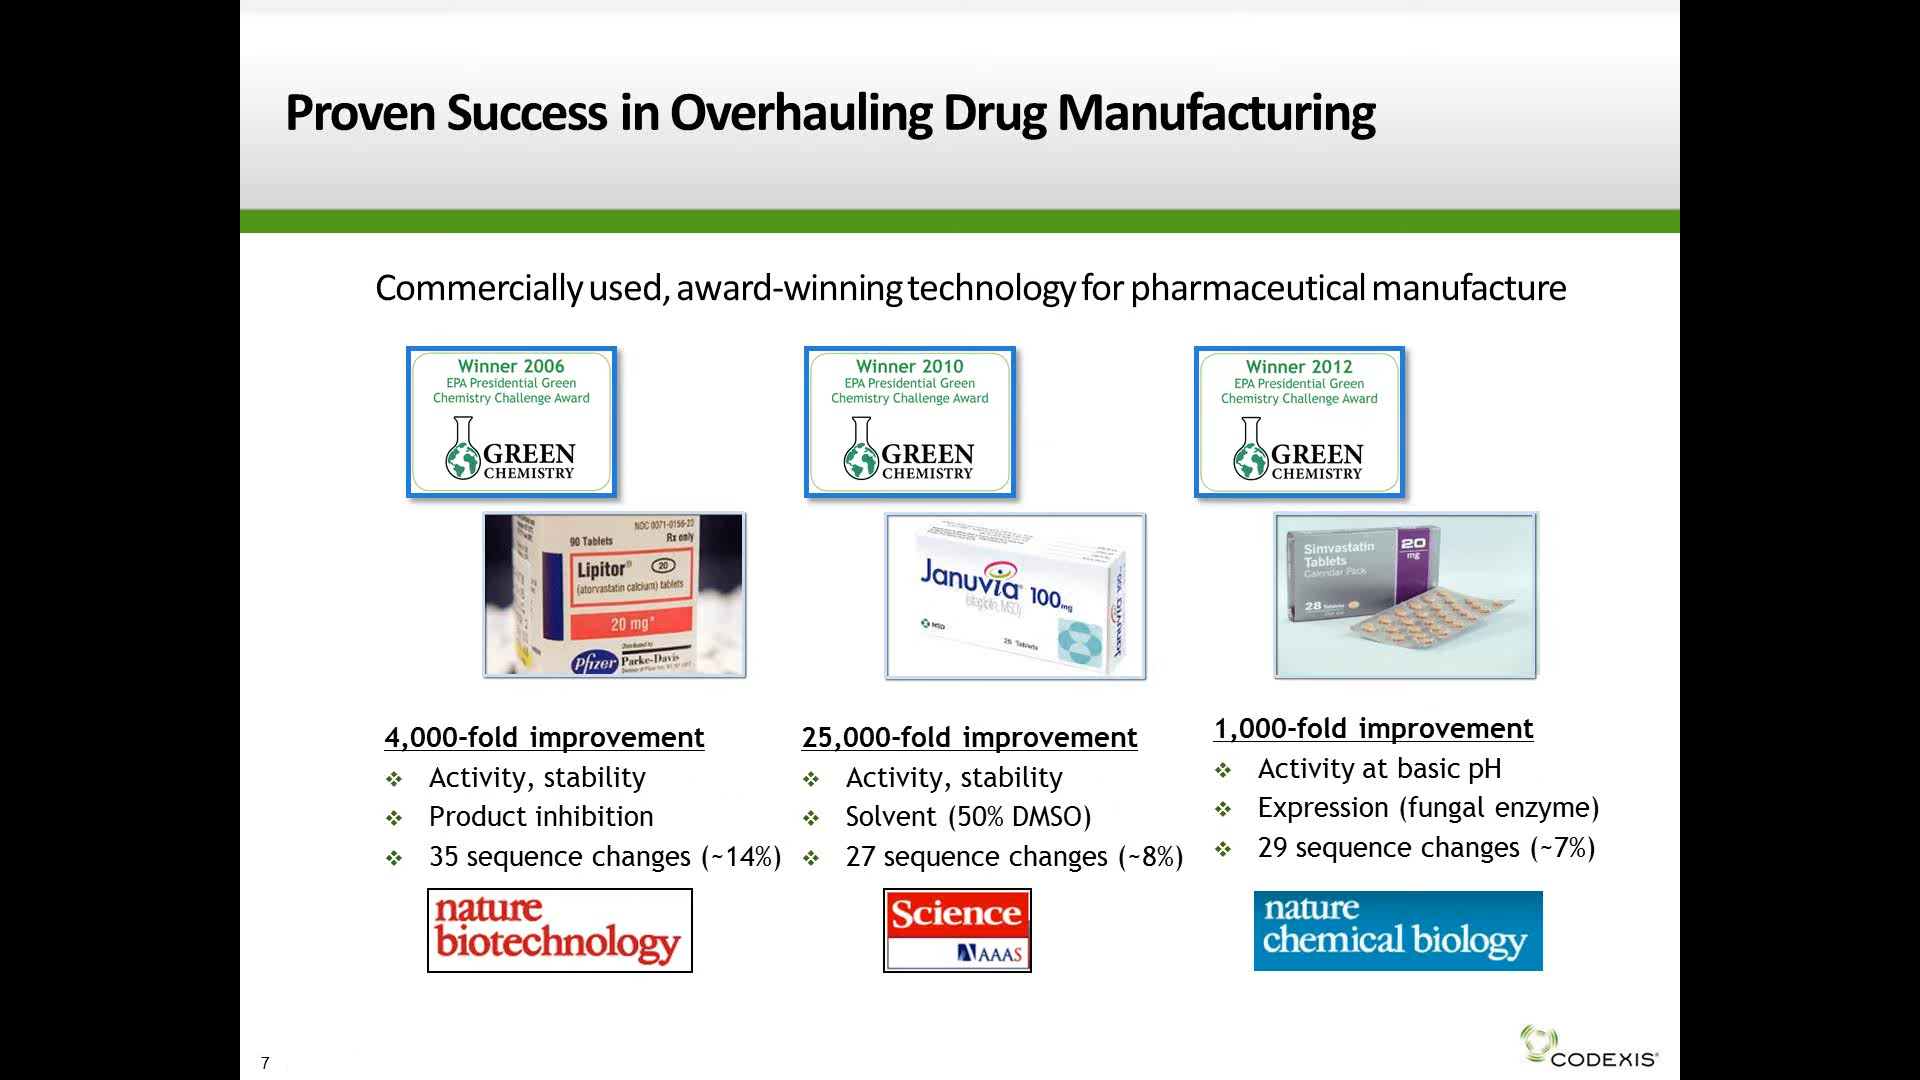 Proven Success in Overhauling Drug Manufacturing
Commercially used, award-winning technology for pharmaceutical manufacture
Winner 2006
EPA Presidential Green
Chemistry Challenge Award
GREEN
CHEMISTRY
NDC 0071-0156-23
90 Tablets
Rx only
Lipitor® 20
(atorvastatin calcium) tablets
20 mg*
Distributed by
Pfizer Parke-Davis
4,000-fold improvement
Activity, stability
Product inhibition
35 sequence changes (~14%)
nature
biotechnology
Winner 2010
EPA Presidential Green
Chemistry Challenge Award
GREEN
CHEMISTRY
Januvia® 100mg
(sitagliptin, MSD)
MSD
28 Tablets
Januvia 100
25,000-fold improvement
Activity, stability
Solvent (50% DMSO)
27 sequence changes (~8%)
Science
AAAS
Winner 2012
EPA Presidential Green
Chemistry Challenge Award
GREEN
CHEMISTRY
Simvastatin 20
Tablets mg
Calendar Pack
28 Tablets
1,000-fold improvement
Activity at basic pH
Expression (fungal enzyme)
29 sequence changes (~7%)
nature
chemical biology
7
CODEXIS®